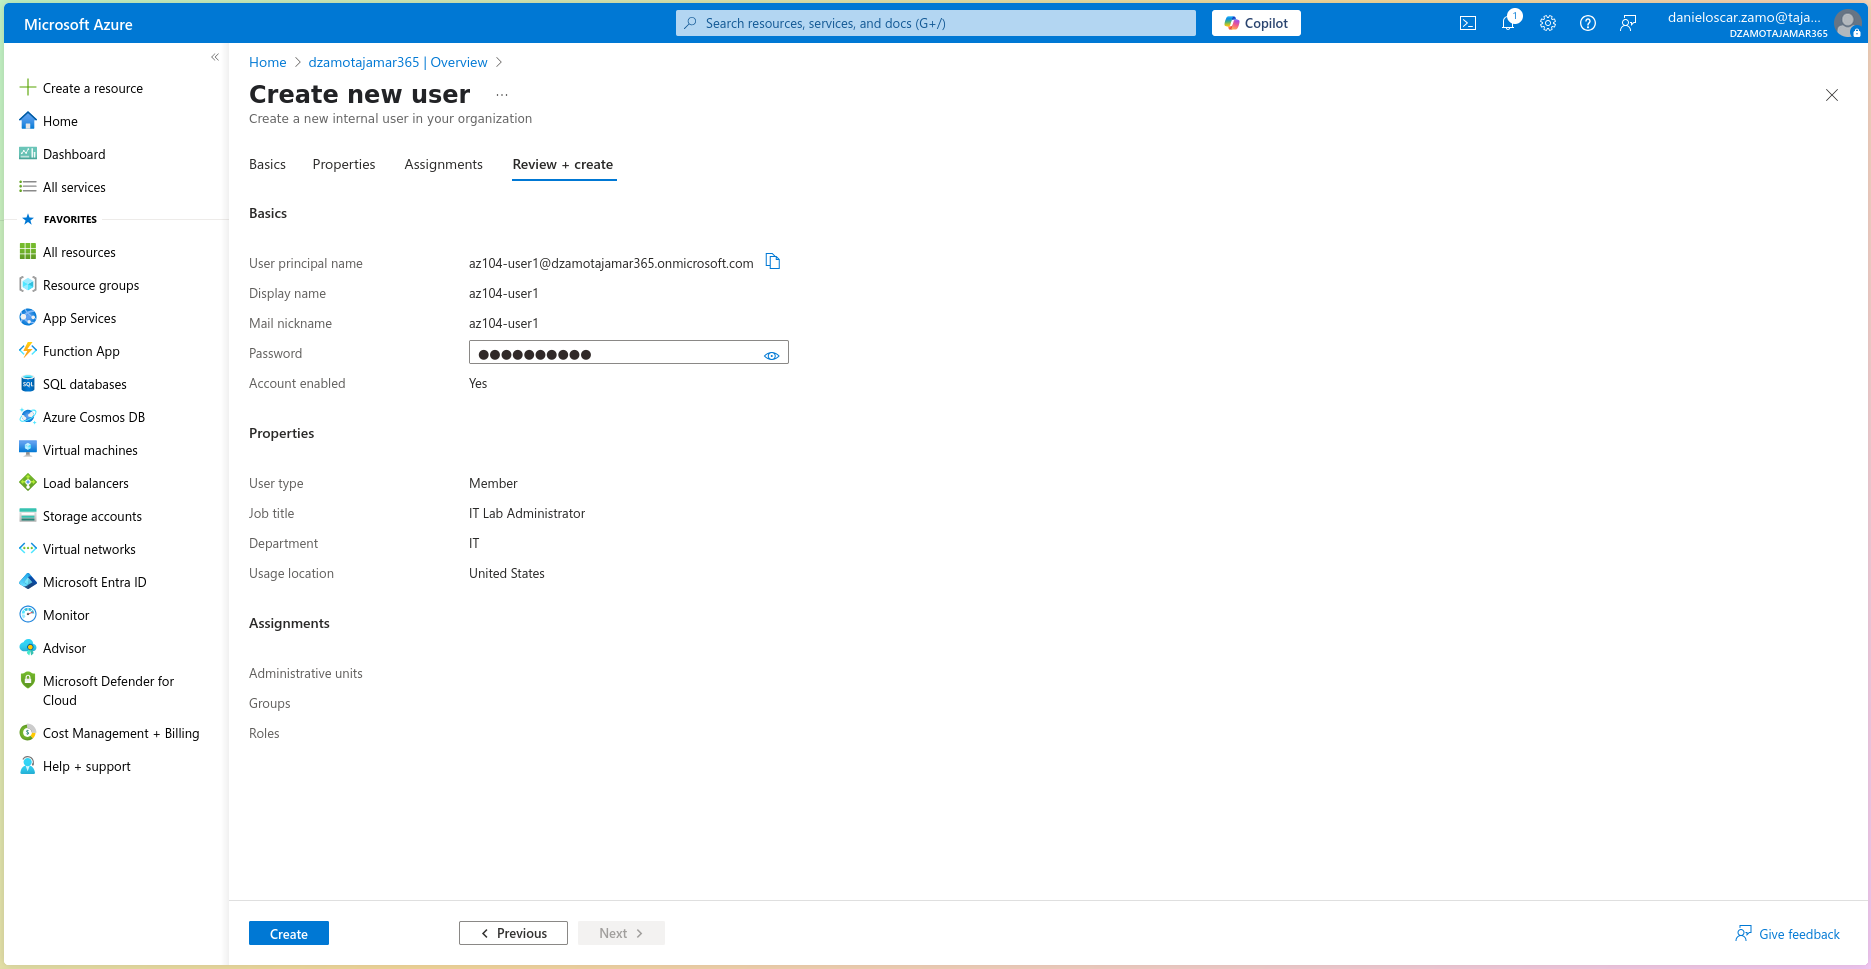 Microsoft Azure
Search resources, services, and docs (G+/)
Copilot
1
danieloscar.zamo@taja...
DZAMOTAJAMAR365
Create a resource
Home
Dashboard
All services
FAVORITES
All resources
Resource groups
App Services
Function App
SQL
SQL databases
Azure Cosmos DB
Virtual machines
Load balancers
Storage accounts
Virtual networks
Microsoft Entra ID
Monitor
Advisor
Microsoft Defender for
Cloud
Cost Management + Billing
Help + support
Home > dzamotajamar365 | Overview >
Create new user ...
Create a new internal user in your organization
Basics Properties Assignments Review + create
Basics
User principal name az104-user1@dzamotajamar365.onmicrosoft.com
Display name az104-user1
Mail nickname az104-user1
Password ●●●●●●●●●●
Account enabled Yes
Properties
User type Member
Job title IT Lab Administrator
Department IT
Usage location United States
Assignments
Administrative units
Groups
Roles
Create < Previous Next > Give feedback